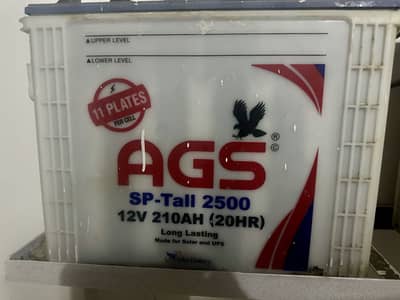 ▲UPPER LEVEL
▲LOWER LEVEL
11 PLATES
PER CELL
AGS
®
©
SP-Tall 2500
12V 210AH (20HR)
Long Lasting
Made for Solar and UPS